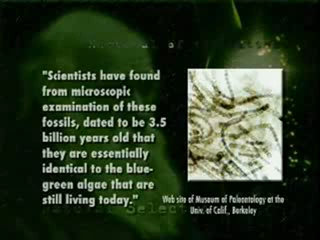 "Scientists have found
from microscopic
examination of these
fossils, dated to be 3.5
billion years old that
they are essentially
identical to the blue-
green algae that are
still living today."
Web site of Museum of Paleontology at the
Univ. of Calif., Berkeley